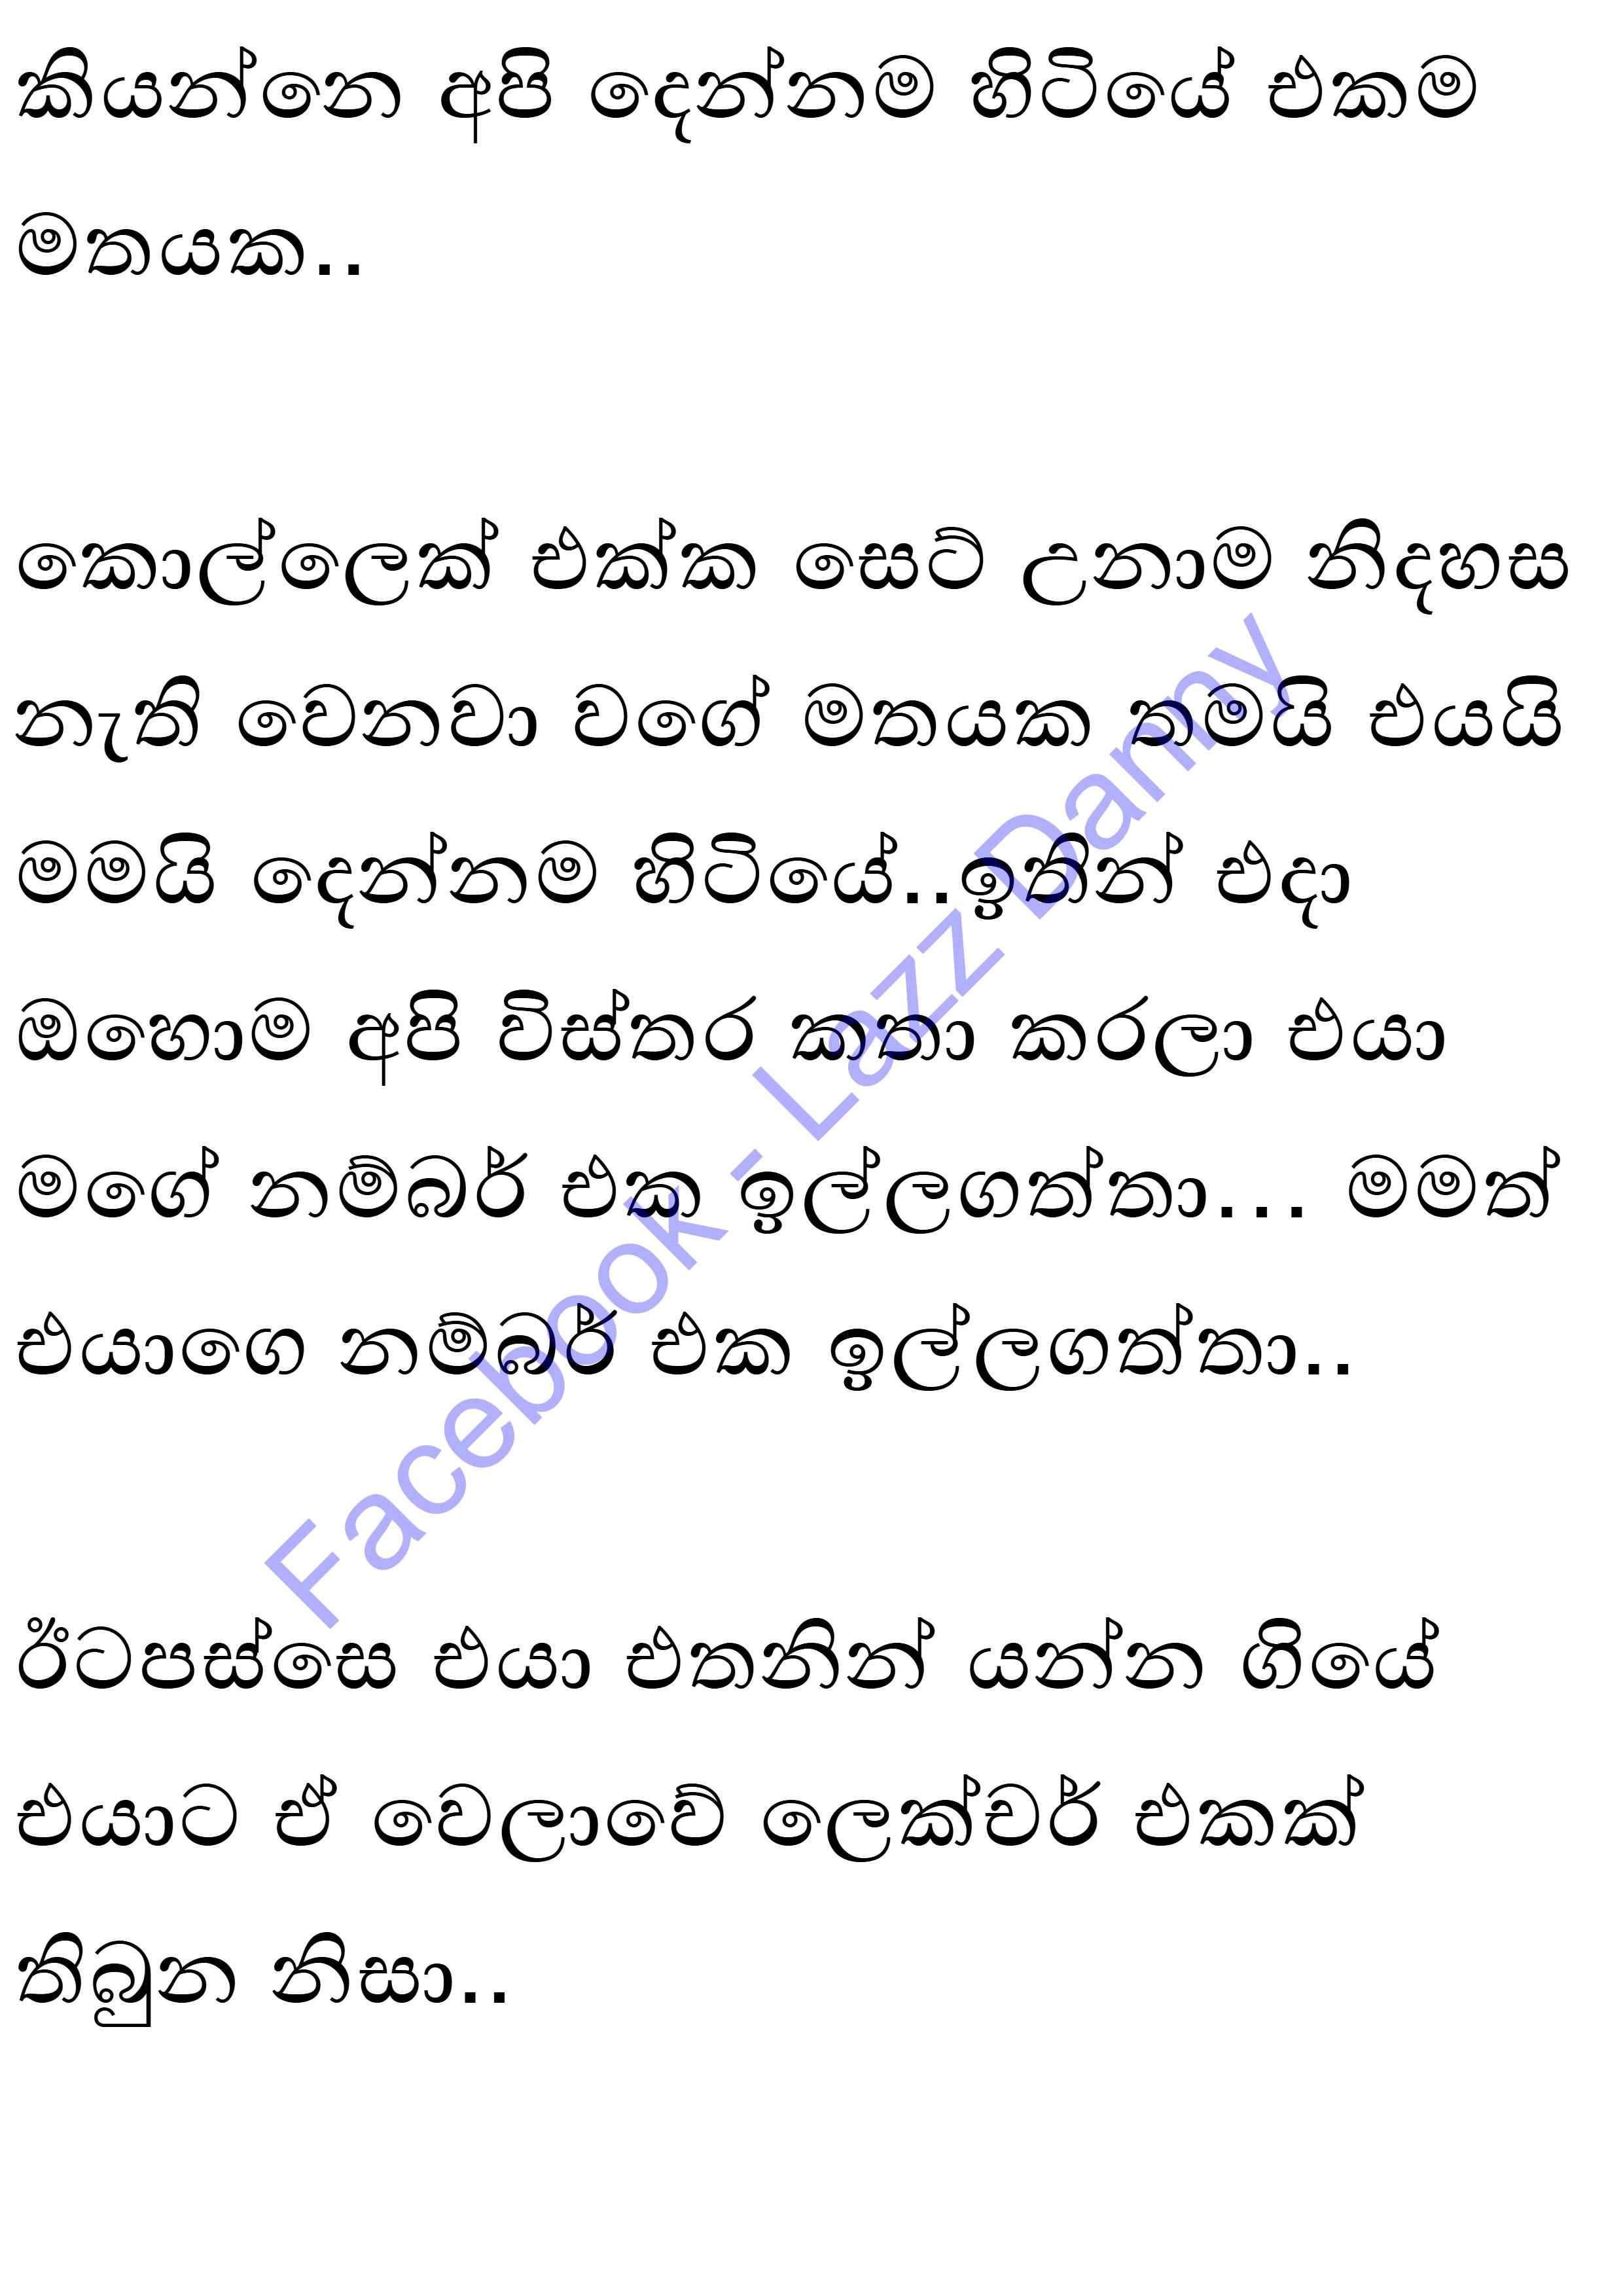 කියන්නෙ අපි දෙන්නම හිටියේ එකම
මතයක..
කොල්ලෙක් එක්ක සෙට් උනාම නිදහස
නැති වෙනවා වගේ මතයක තමයි එයයි
මමයි දෙන්නම හිටියේ..ඉතින් එදා
ඔහොම අපි විස්තර කතා කරලා එයා
මගේ නම්බර් එක ඉල්ලගත්තා... මමත්
එයාගෙ නම්බර් එක ඉල්ලගත්තා..
ඊටපස්සෙ එයා එතනින් යන්න ගියේ
එයාට ඒ වෙලාවේ ලෙක්චර් එකක්
තිබුන නිසා..
Facebook - Lazz Danny